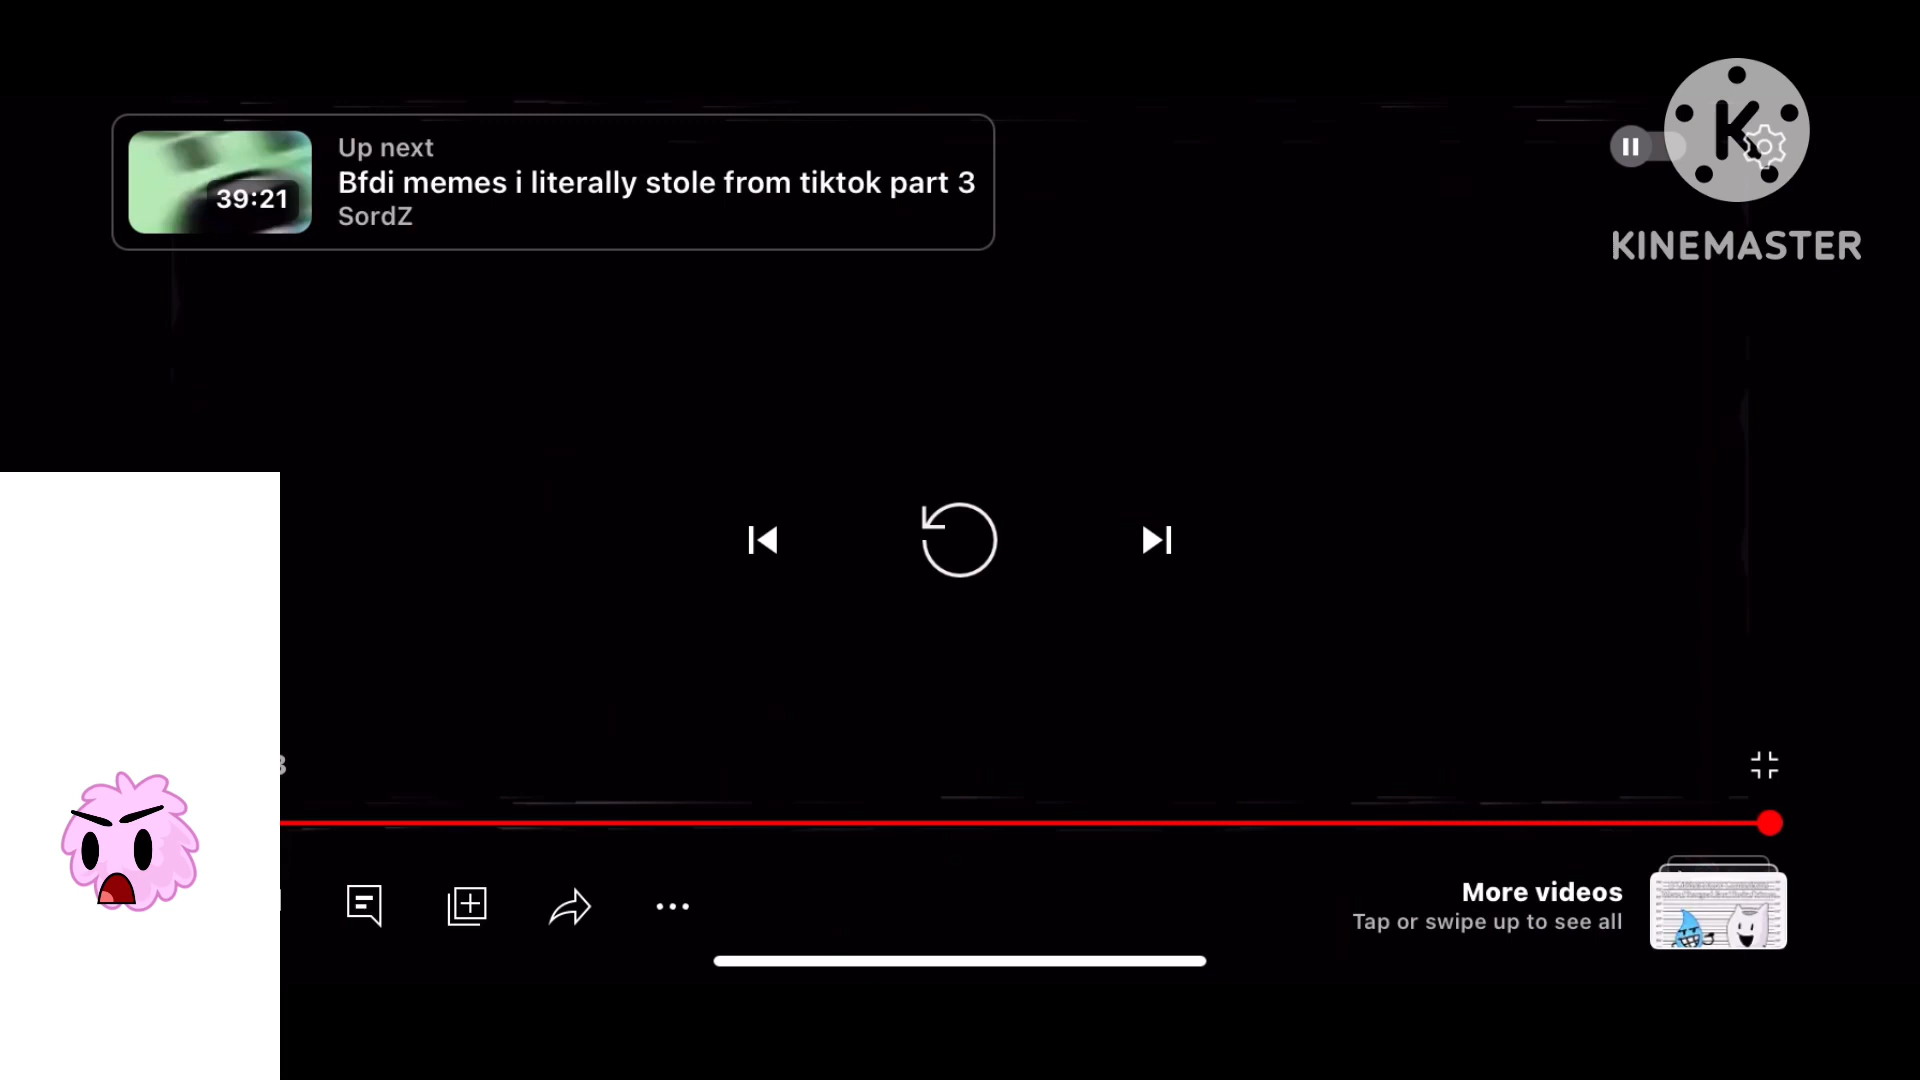 Up next
Bfdi memes i literally stole from tiktok part 3
SordZ
39:21
K
KINEMASTER
More videos
Tap or swipe up to see all